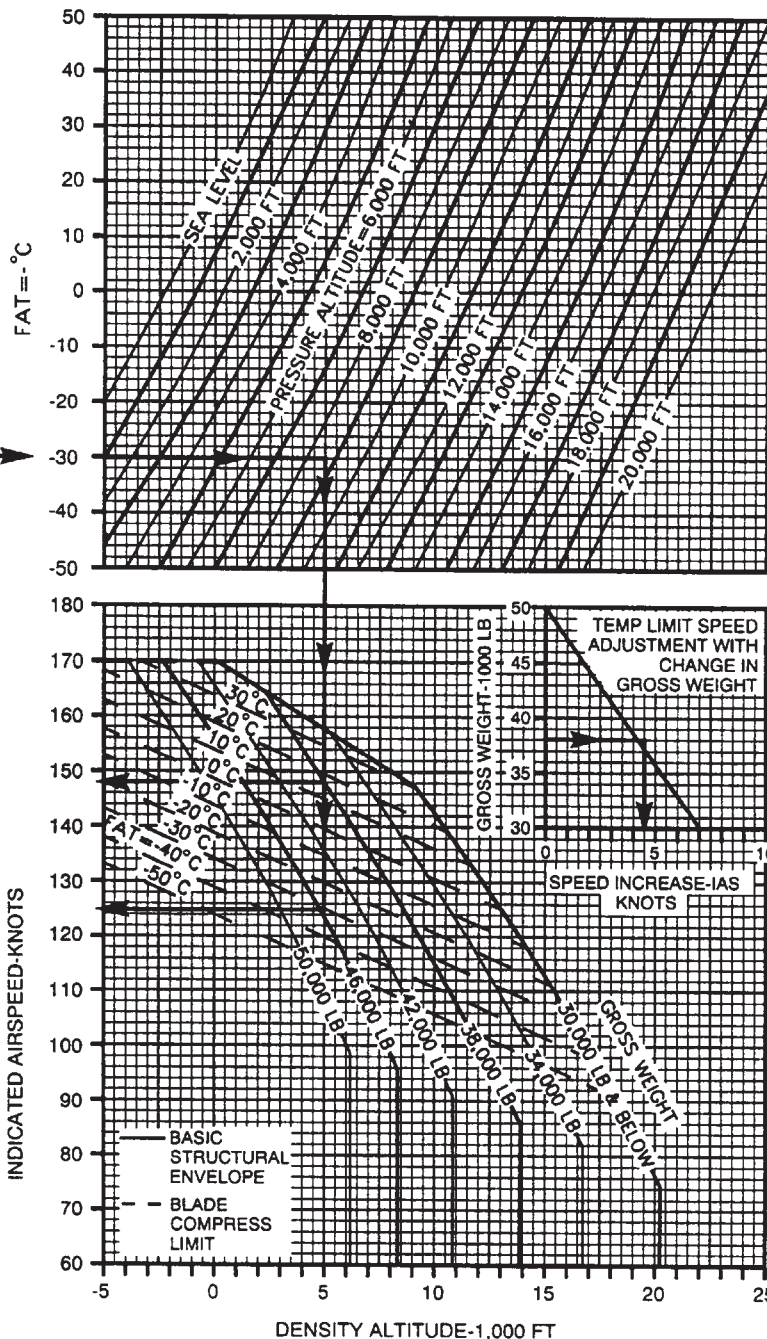 50
40
30
20
10
0
-10
-20
-30
-40
-50
FAT=-°C
SEA LEVEL
2,000 FT
4,000 FT
PRESSURE ALTITUDE=6,000 FT
8,000 FT
10,000 FT
12,000 FT
14,000 FT
16,000 FT
18,000 FT
20,000 FT
180
170
160
150
140
130
120
110
100
90
80
70
60
INDICATED AIRSPEED-KNOTS
30°C
20°C
10°C
0°C
-10°C
-20°C
-30°C
FAT=-40°C
-50°C
50,000 LB
46,000 LB
42,000 LB
38,000 LB
34,000 LB
30,000 LB & BELOW
GROSS WEIGHT
GROSS WEIGHT-1000 LB
50
45
40
35
30
TEMP LIMIT SPEED
ADJUSTMENT WITH
CHANGE IN
GROSS WEIGHT
0
5
10
SPEED INCREASE-IAS
KNOTS
BASIC
STRUCTURAL
ENVELOPE
BLADE
COMPRESS
LIMIT
-5
0
5
10
15
20
25
DENSITY ALTITUDE-1,000 FT